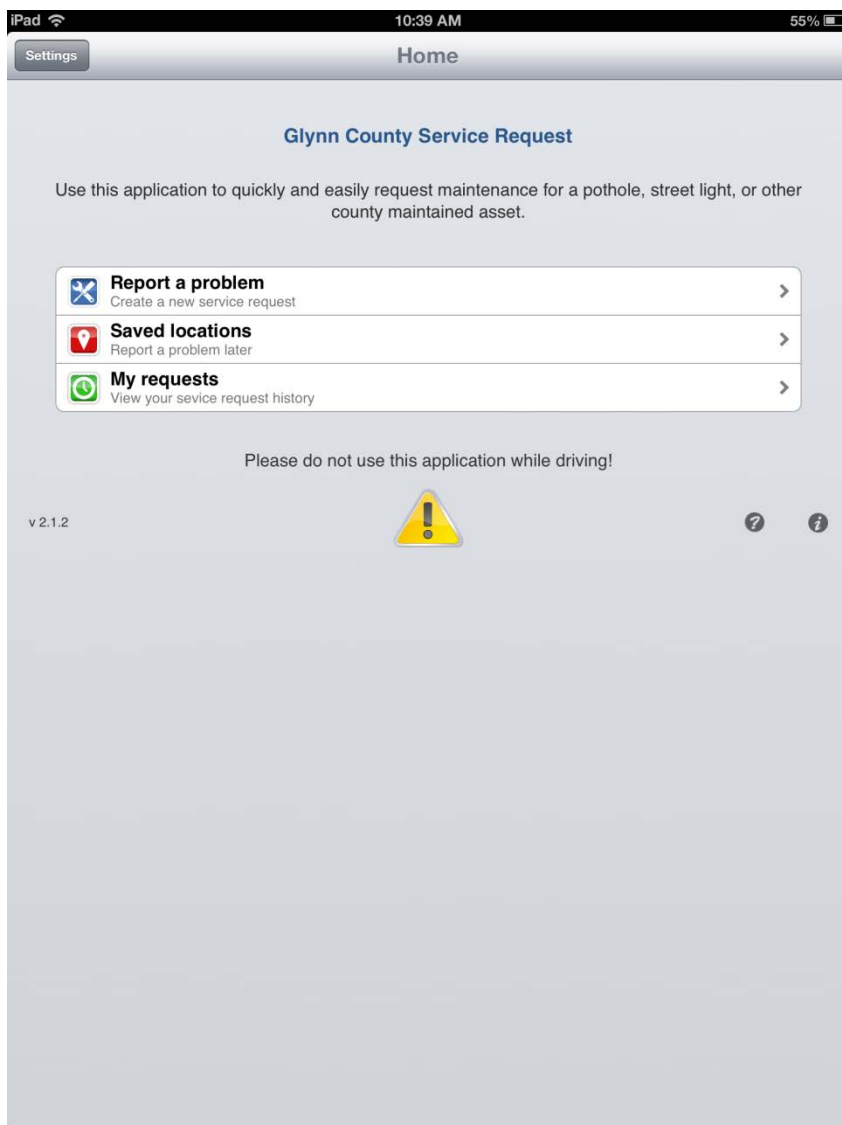 iPad 10:39 AM 55%
Settings Home
Glynn County Service Request
Use this application to quickly and easily request maintenance for a pothole, street light, or other
county maintained asset.
Report a problem
Create a new service request
Saved locations
Report a problem later
My requests
View your sevice request history
Please do not use this application while driving!
v 2.1.2